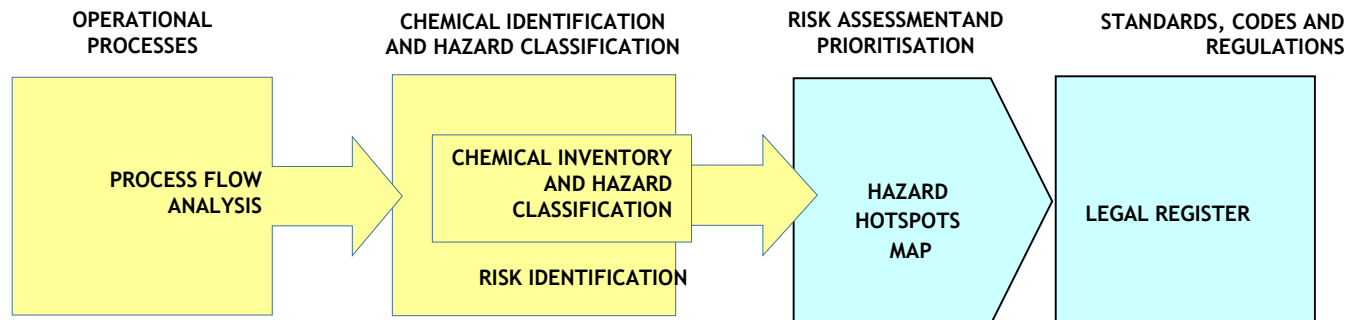 OPERATIONAL
PROCESSES
CHEMICAL IDENTIFICATION
AND HAZARD CLASSIFICATION
RISK ASSESSMENTAND
PRIORITISATION
STANDARDS, CODES AND
REGULATIONS
PROCESS FLOW
ANALYSIS
CHEMICAL INVENTORY
AND HAZARD
CLASSIFICATION
RISK IDENTIFICATION
HAZARD
HOTSPOTS
MAP
LEGAL REGISTER